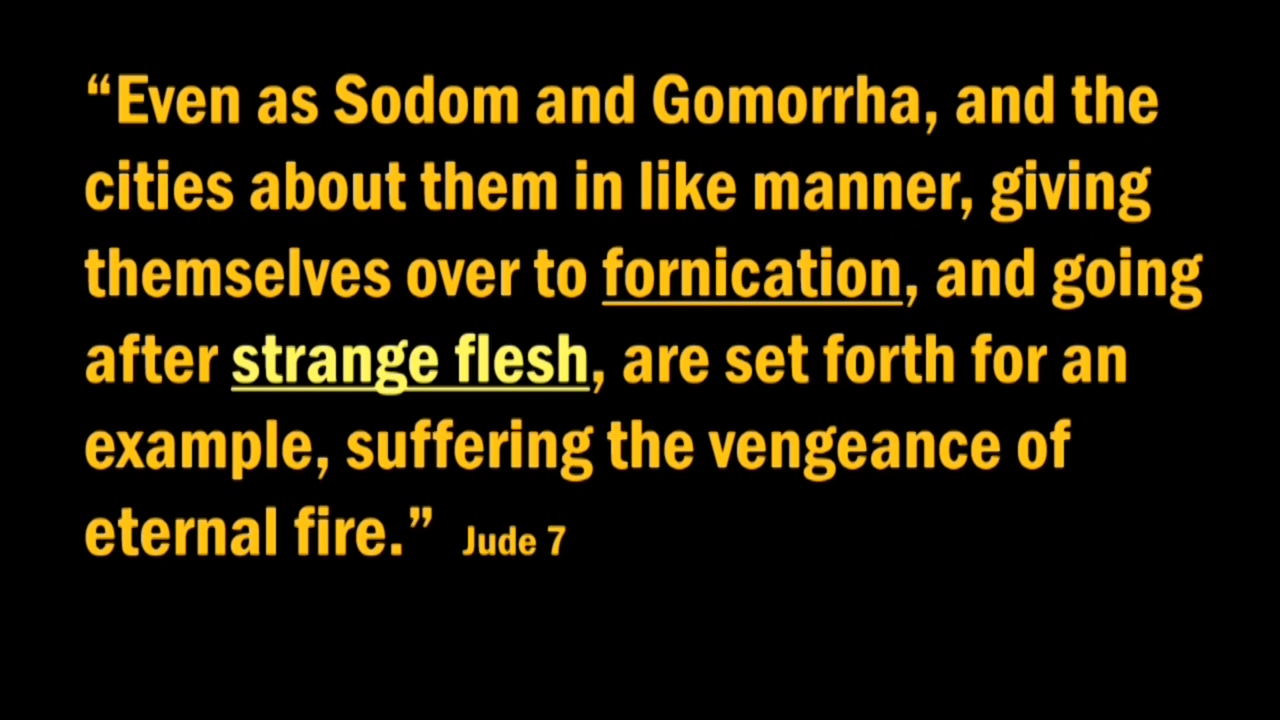 “Even as Sodom and Gomorrha, and the
cities about them in like manner, giving
themselves over to fornication, and going
after strange flesh, are set forth for an
example, suffering the vengeance of
eternal fire.” Jude 7